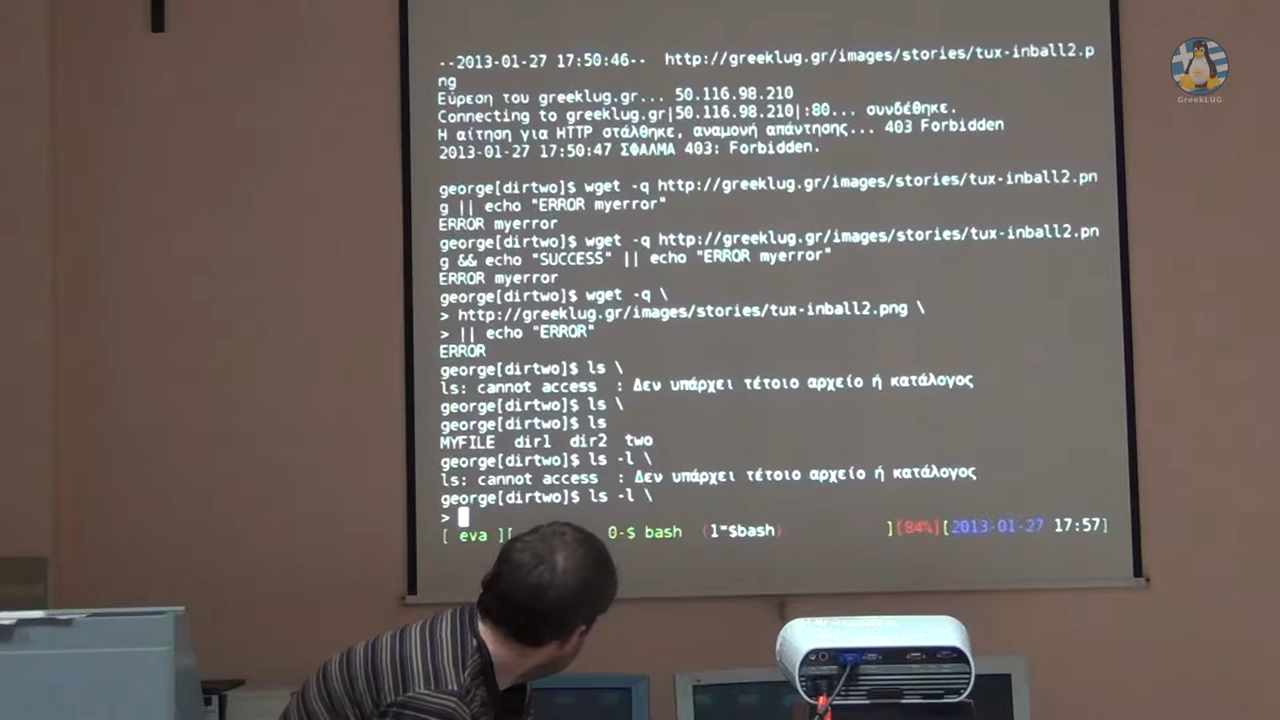 --2013-01-27 17:50:46--  http://greeklug.gr/images/stories/tux-inball2.p
ng
Εύρεση του greeklug.gr... 50.116.98.210
Connecting to greeklug.gr|50.116.98.210|:80... συνδέθηκε.
Η αίτηση για HTTP στάλθηκε, αναμονή απάντησης... 403 Forbidden
2013-01-27 17:50:47 ΣΦΑΛΜΑ 403: Forbidden.
george[dirtwo]$ wget -q http://greeklug.gr/images/stories/tux-inball2.pn
g || echo "ERROR myerror"
ERROR myerror
george[dirtwo]$ wget -q http://greeklug.gr/images/stories/tux-inball2.pn
g && echo "SUCCESS" || echo "ERROR myerror"
ERROR myerror
george[dirtwo]$ wget -q \
> http://greeklug.gr/images/stories/tux-inball2.png \
> || echo "ERROR"
ERROR
george[dirtwo]$ ls \
ls: cannot access  : Δεν υπάρχει τέτοιο αρχείο ή κατάλογος
george[dirtwo]$ ls \
george[dirtwo]$ ls
MYFILE  dir1  dir2  two
george[dirtwo]$ ls -l \
ls: cannot access  : Δεν υπάρχει τέτοιο αρχείο ή κατάλογος
george[dirtwo]$ ls -l \
>
[ eva ][ 0-$ bash (1*$bash) ][84%][2013-01-27 17:57]
GreekLUG